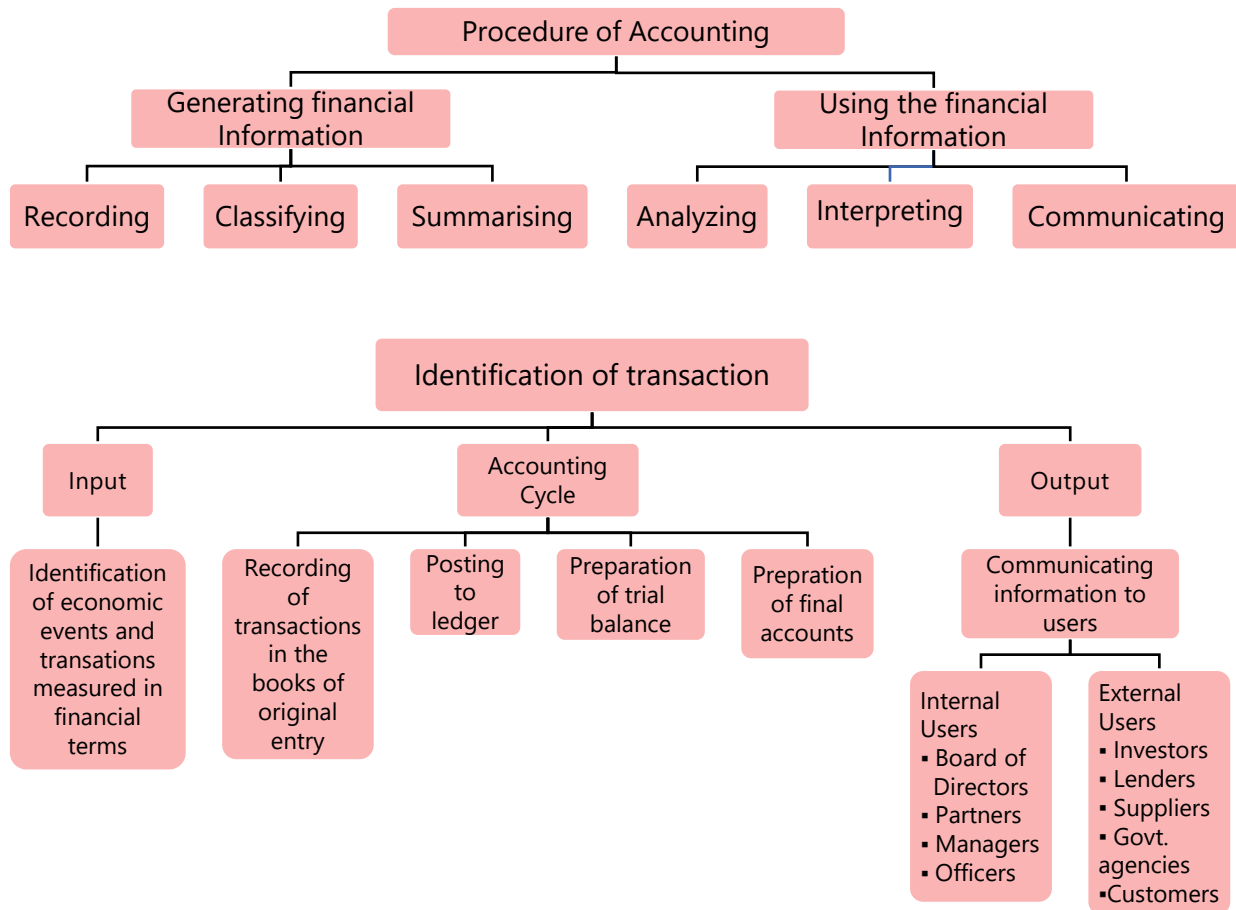 Procedure of Accounting
Generating financial
Information
Using the financial
Information
Recording
Classifying
Summarising
Analyzing
Interpreting
Communicating
Identification of transaction
Input
Accounting
Cycle
Output
Identification
of economic
events and
transations
measured in
financial
terms
Recording
of
transactions
in the
books of
original
entry
Posting
to
ledger
Preparation
of trial
balance
Prepration
of final
accounts
Communicating
information to
users
Internal
Users
▪ Board of
Directors
▪ Partners
▪ Managers
▪ Officers
External
Users
▪ Investors
▪ Lenders
▪ Suppliers
▪ Govt.
agencies
▪Customers